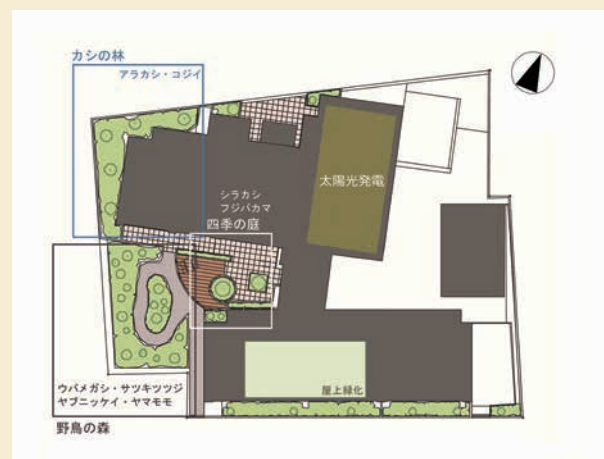 カシの林
アラカシ・コジイ
太陽光発電
シラカシ
フジバカマ
四季の庭
屋上緑化
ウバメガシ・サツキツツジ
ヤブニッケイ・ヤマモモ
野鳥の森